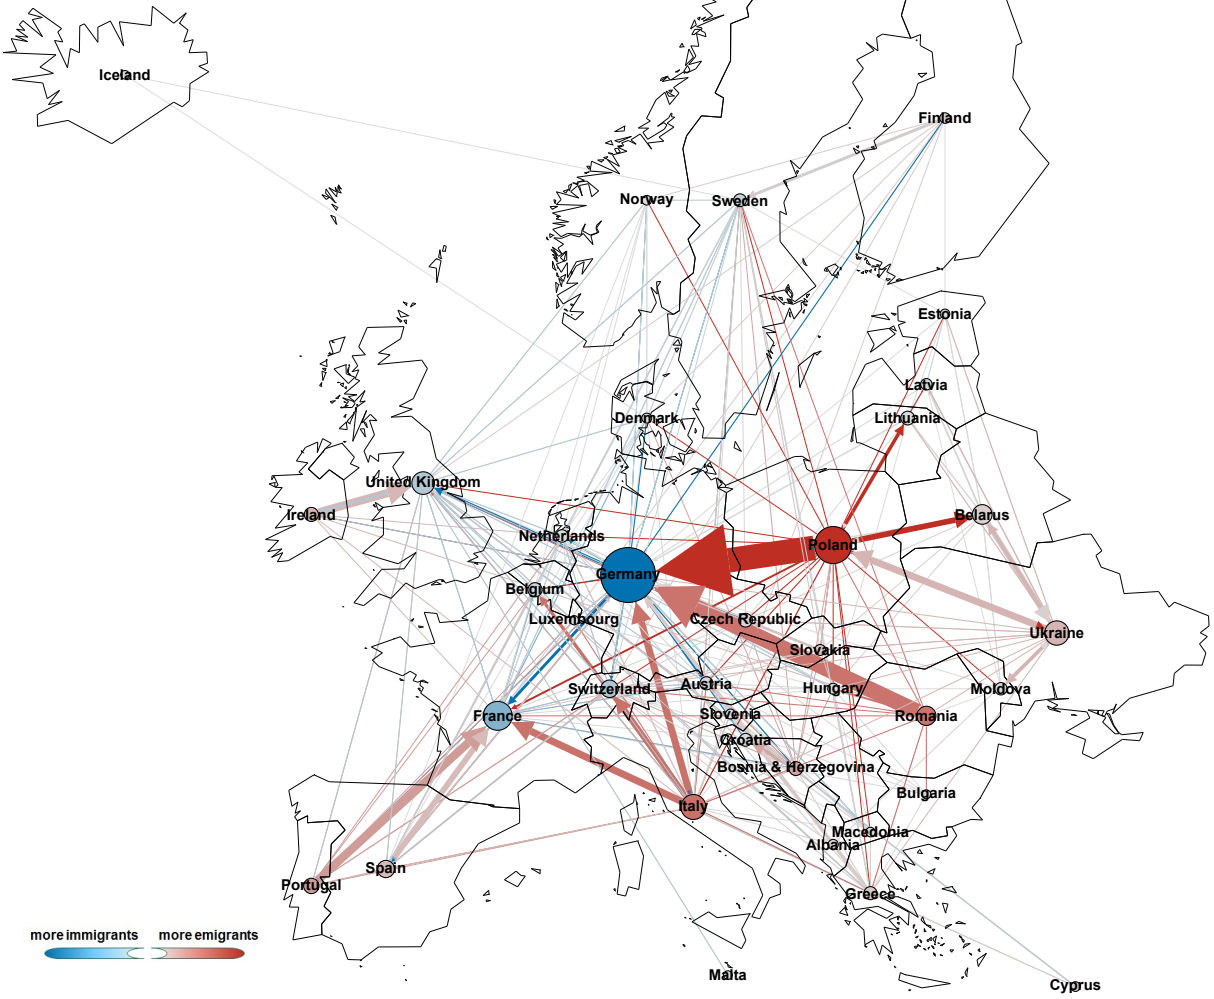 Iceland
Finland
Norway
Sweden
Estonia
Latvia
Denmark
Lithuania
United Kingdom
Ireland
Belarus
Netherlands
Poland
Germany
Belgium
Luxembourg
Czech Republic
Ukraine
Slovakia
Switzerland
Austria
Hungary
Moldova
France
Slovenia
Romania
Croatia
Bosnia & Herzegovina
Bulgaria
Italy
Macedonia
Albania
Spain
Portugal
Greece
more immigrants
more emigrants
Malta
Cyprus